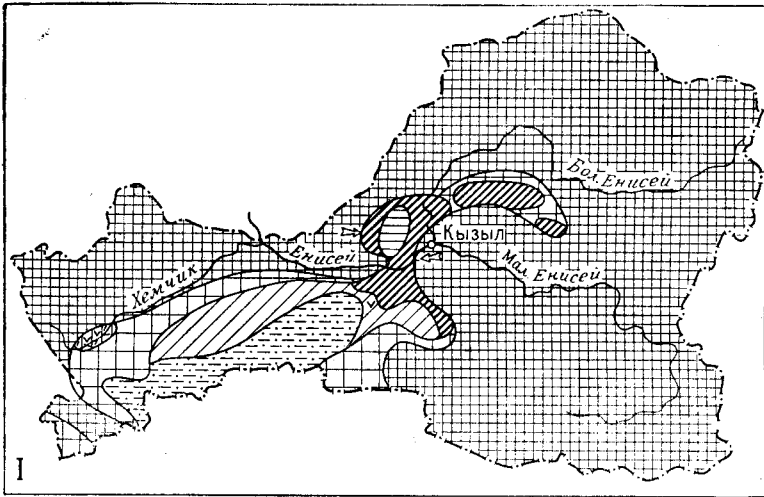 Бол. Енисей
Кызыл
Енисей
Мал. Енисей
Хемчик
I